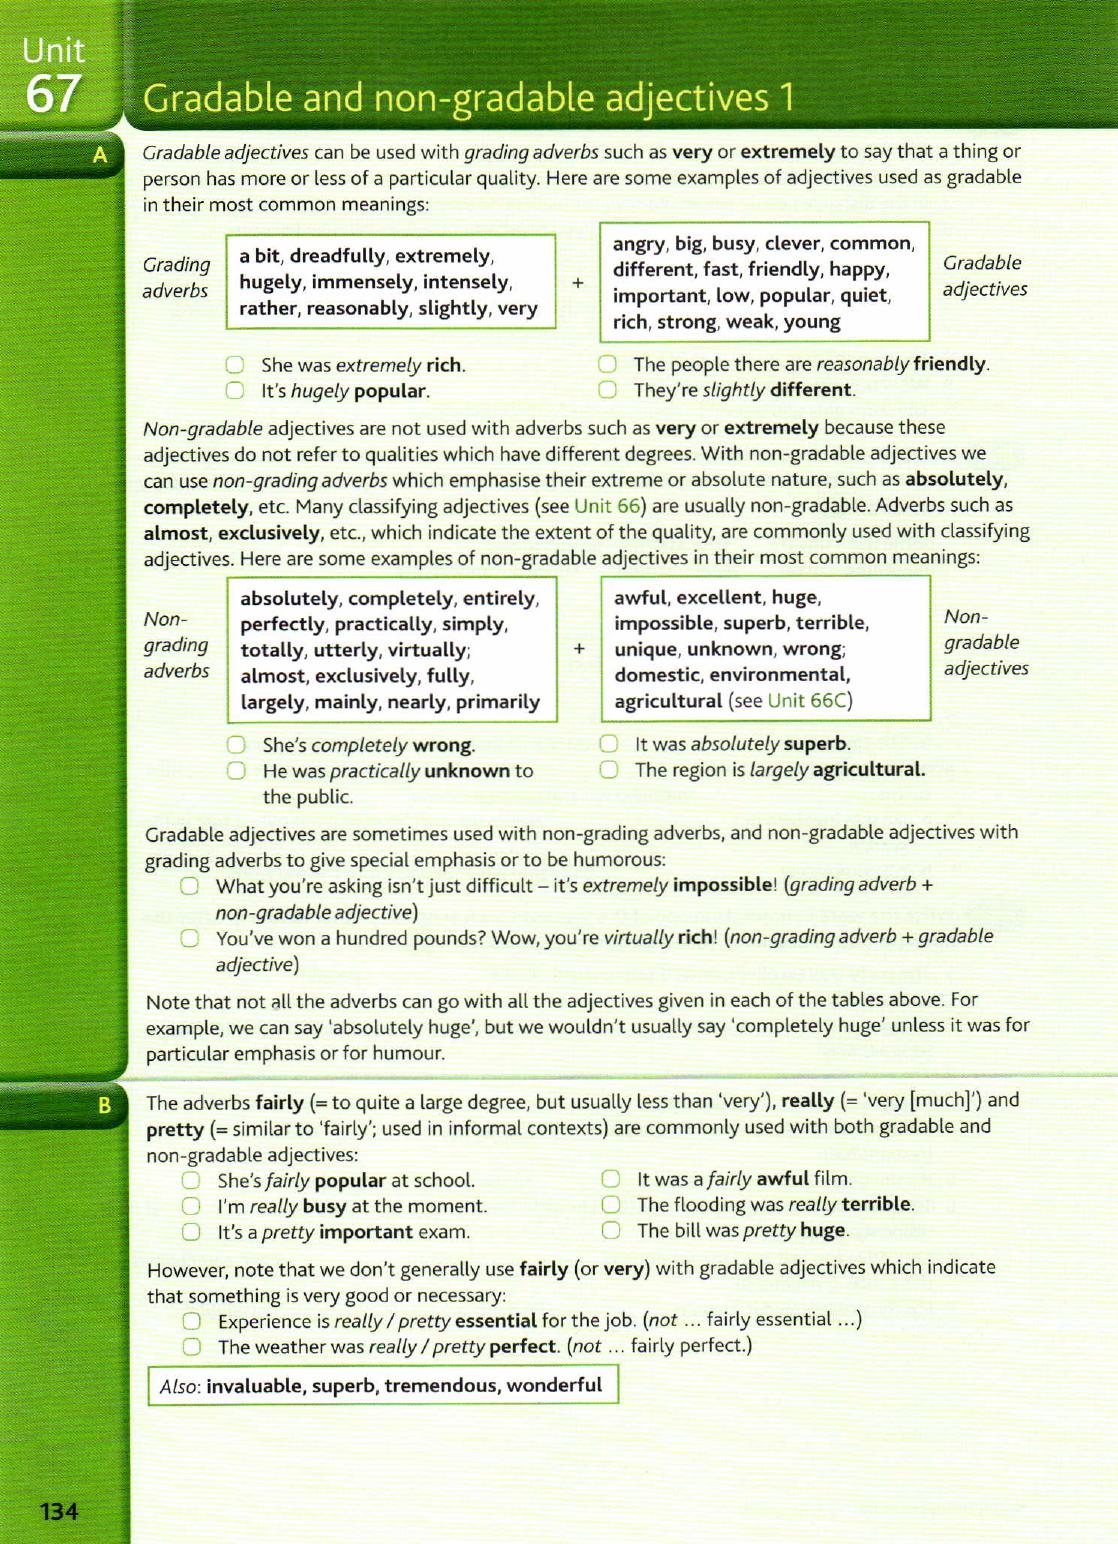 Unit
67
Gradable and non-gradable adjectives 1
A
Gradable adjectives can be used with grading adverbs such as very or extremely to say that a thing or
person has more or less of a particular quality. Here are some examples of adjectives used as gradable
in their most common meanings:
Grading
adverbs
a bit, dreadfully, extremely,
hugely, immensely, intensely,
rather, reasonably, slightly, very
+
angry, big, busy, clever, common,
different, fast, friendly, happy,
important, low, popular, quiet,
rich, strong, weak, young
Gradable
adjectives
She was extremely rich.
It's hugely popular.
The people there are reasonably friendly.
They're slightly different.
Non-gradable adjectives are not used with adverbs such as very or extremely because these
adjectives do not refer to qualities which have different degrees. With non-gradable adjectives we
can use non-grading adverbs which emphasise their extreme or absolute nature, such as absolutely,
completely, etc. Many classifying adjectives (see Unit 66) are usually non-gradable. Adverbs such as
almost, exclusively, etc., which indicate the extent of the quality, are commonly used with classifying
adjectives. Here are some examples of non-gradable adjectives in their most common meanings:
Non-
grading
adverbs
absolutely, completely, entirely,
perfectly, practically, simply,
totally, utterly, virtually;
almost, exclusively, fully,
largely, mainly, nearly, primarily
+
awful, excellent, huge,
impossible, superb, terrible,
unique, unknown, wrong;
domestic, environmental,
agricultural (see Unit 66C)
Non-
gradable
adjectives
She's completely wrong.
He was practically unknown to
the public.
It was absolutely superb.
The region is largely agricultural.
Gradable adjectives are sometimes used with non-grading adverbs, and non-gradable adjectives with
grading adverbs to give special emphasis or to be humorous:
What you're asking isn't just difficult – it's extremely impossible! (grading adverb +
non-gradable adjective)
You've won a hundred pounds? Wow, you're virtually rich! (non-grading adverb + gradable
adjective)
Note that not all the adverbs can go with all the adjectives given in each of the tables above. For
example, we can say 'absolutely huge', but we wouldn't usually say 'completely huge' unless it was for
particular emphasis or for humour.
B
The adverbs fairly (= to quite a large degree, but usually less than 'very'), really (= 'very [much]') and
pretty (= similar to 'fairly'; used in informal contexts) are commonly used with both gradable and
non-gradable adjectives:
She's fairly popular at school.
I'm really busy at the moment.
It's a pretty important exam.
It was a fairly awful film.
The flooding was really terrible.
The bill was pretty huge.
However, note that we don't generally use fairly (or very) with gradable adjectives which indicate
that something is very good or necessary:
Experience is really / pretty essential for the job. (not ... fairly essential ...)
The weather was really / pretty perfect. (not ... fairly perfect.)
Also: invaluable, superb, tremendous, wonderful
134